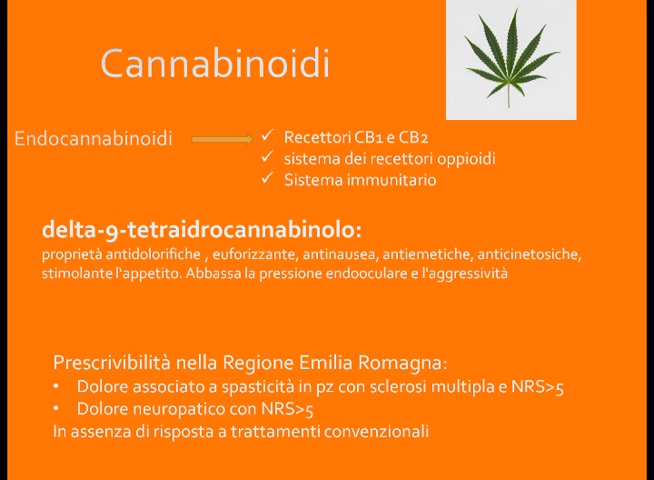 Cannabinoidi
Endocannabinoidi
✓ Recettori CB1 e CB2
✓ sistema dei recettori oppioidi
✓ Sistema immunitario
delta-9-tetraidrocannabinolo:
proprietà antidolorifiche , euforizzante, antinausea, antiemetiche, anticinetosiche,
stimolante l'appetito. Abbassa la pressione endooculare e l'aggressività
Prescrivibilità nella Regione Emilia Romagna:
• Dolore associato a spasticità in pz con sclerosi multipla e NRS>5
• Dolore neuropatico con NRS>5
In assenza di risposta a trattamenti convenzionali